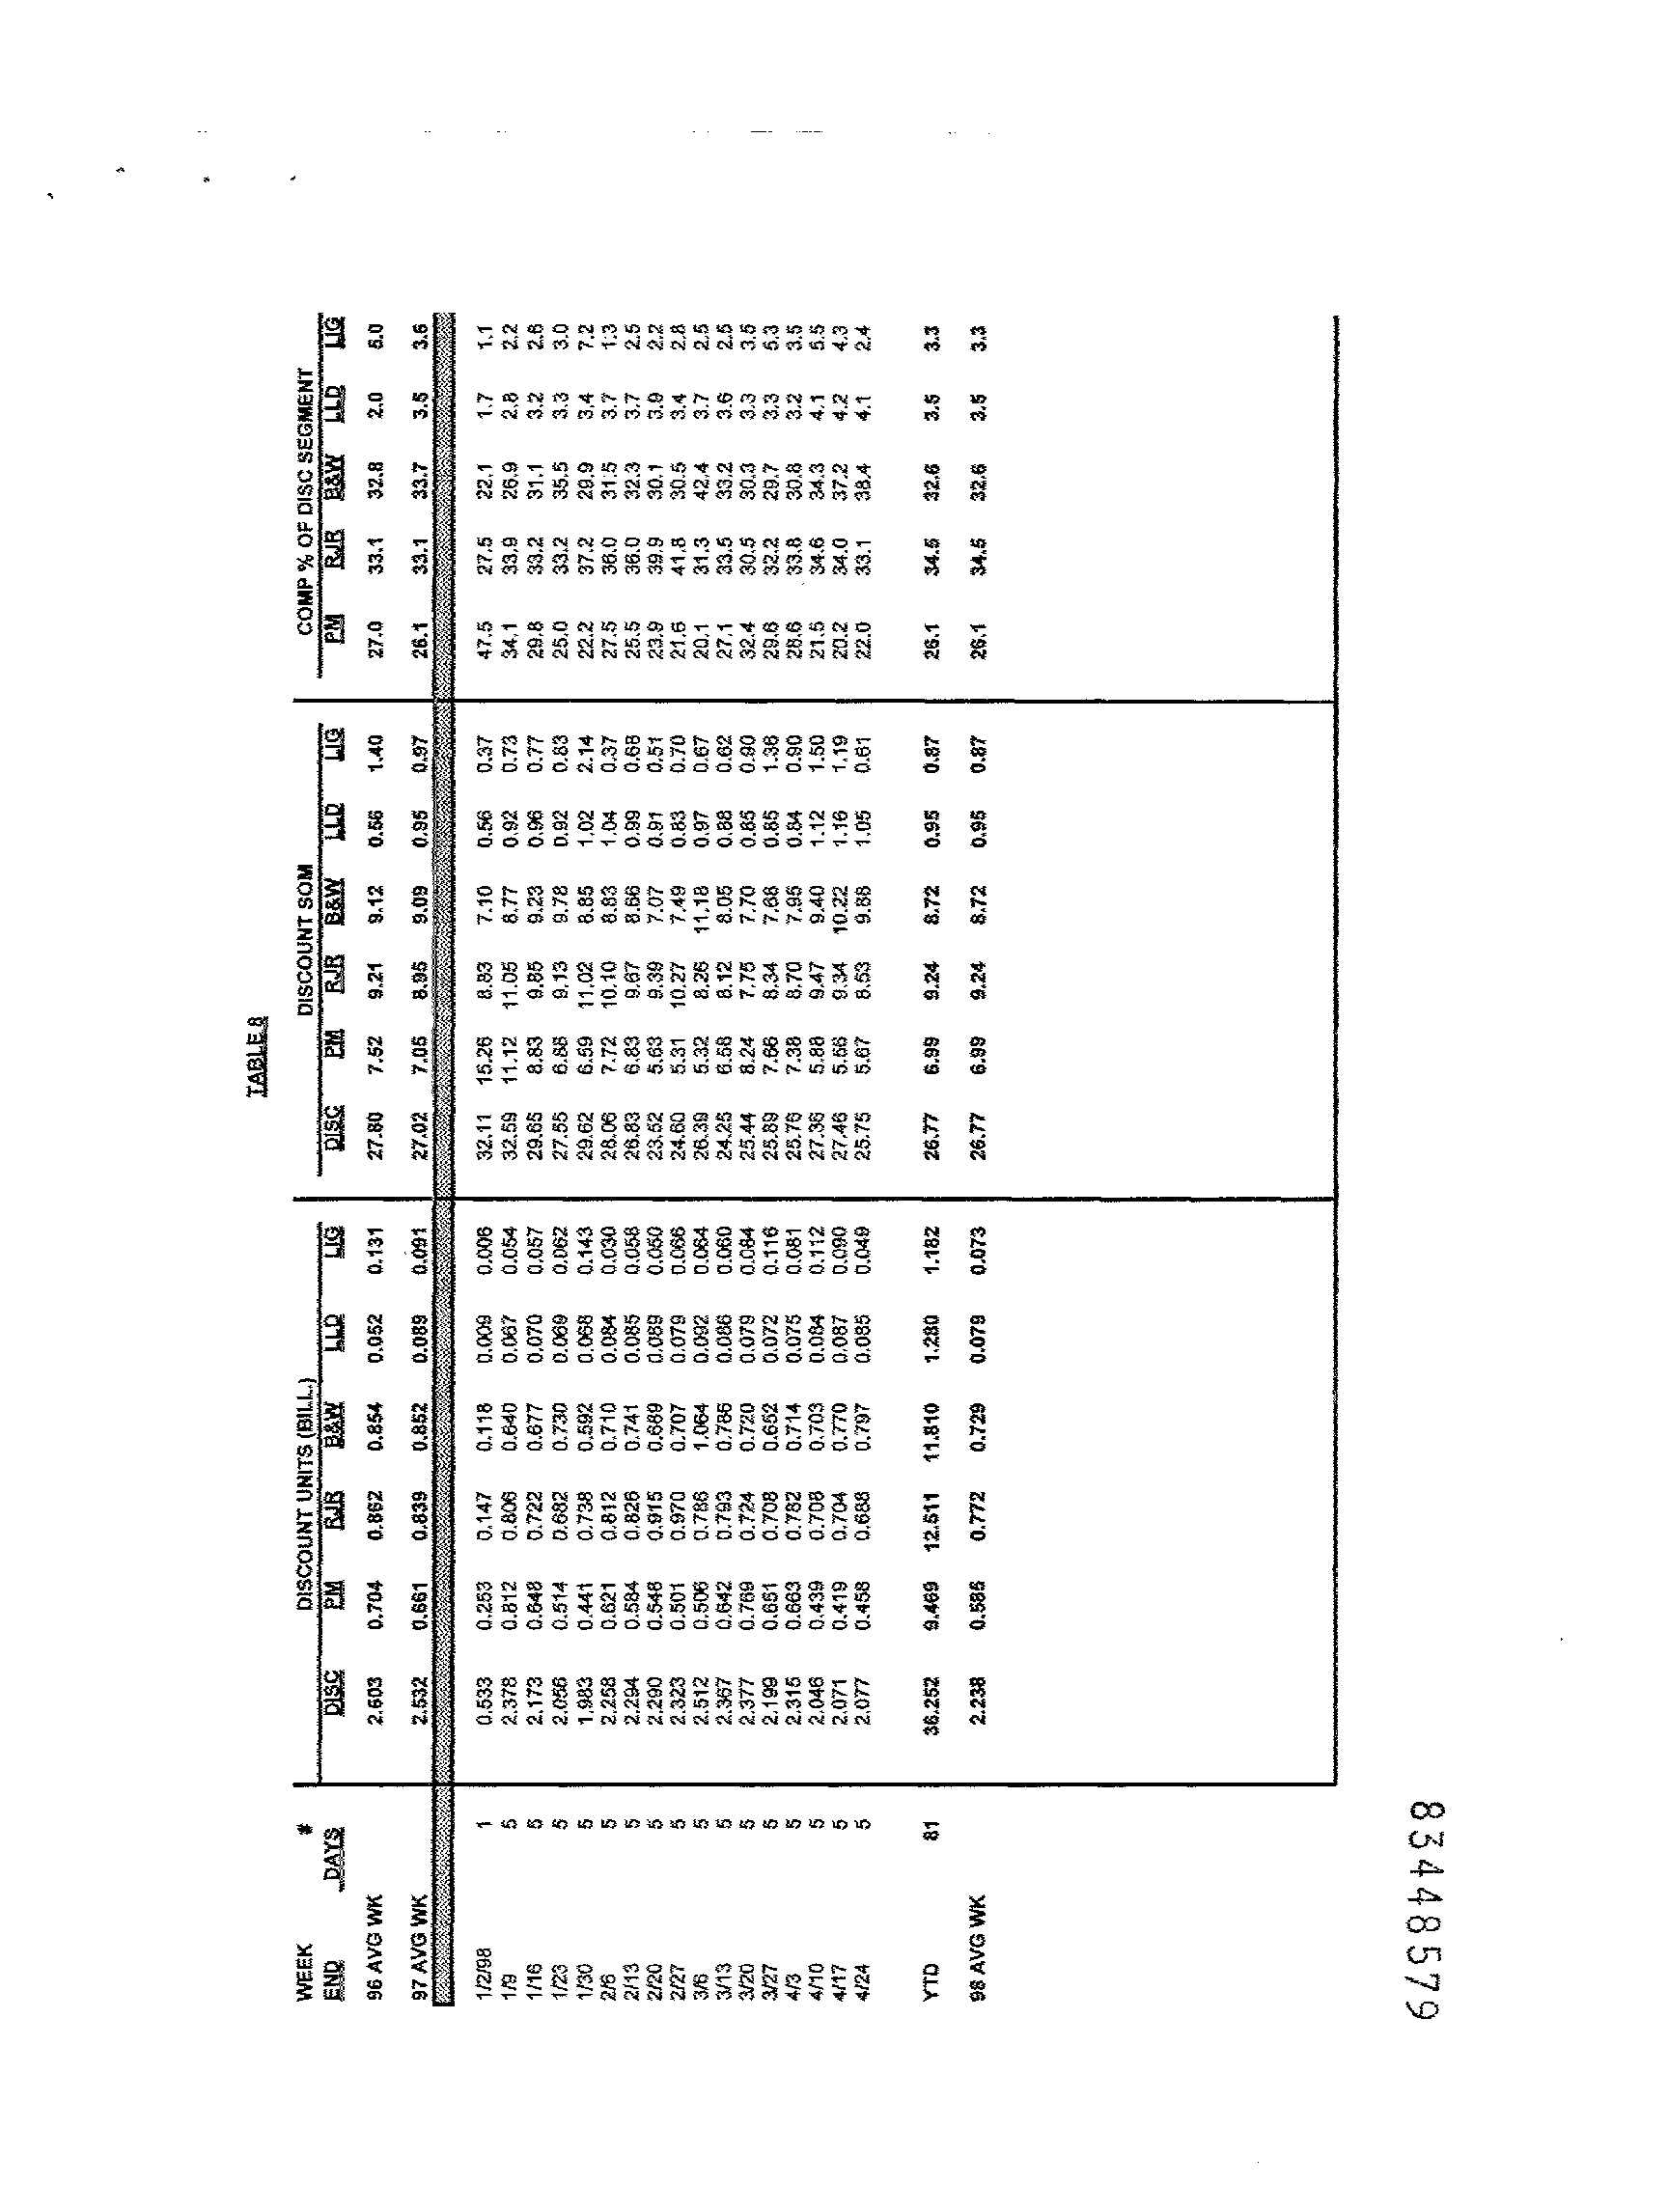 TABLE 8
WEEK # DISCOUNT UNITS (BILL.) DISCOUNT SOM COMP % OF DISC SEGMENT
END DAYS DISC PM RJR B&W LLD LIG DISC PM RJR B&W LLD LIG PM RJR B&W LLD LIG
96 AVG WK 2.603 0.704 0.862 0.854 0.052 0.131 27.80 7.52 9.21 9.12 0.56 1.40 27.0 33.1 32.8 2.0 5.0
97 AVG WK 2.532 0.661 0.839 0.852 0.089 0.091 27.02 7.05 8.95 9.09 0.95 0.97 26.1 33.1 33.7 3.5 3.6
1/2/98 1 0.533 0.253 0.147 0.118 0.009 0.006 32.11 15.26 8.83 7.10 0.56 0.37 47.5 27.5 22.1 1.7 1.1
1/9 5 2.378 0.812 0.806 0.640 0.067 0.054 32.59 11.12 11.05 8.77 0.92 0.73 34.1 33.9 26.9 2.8 2.2
1/16 5 2.173 0.648 0.722 0.677 0.070 0.057 29.65 8.83 9.85 9.23 0.96 0.77 29.8 33.2 31.1 3.2 2.6
1/23 5 2.056 0.514 0.682 0.730 0.069 0.062 27.55 6.88 9.13 9.78 0.92 0.83 25.0 33.2 35.5 3.3 3.0
1/30 5 1.983 0.441 0.738 0.592 0.068 0.143 29.62 6.59 11.02 8.85 1.02 2.14 22.2 37.2 29.9 3.4 7.2
2/6 5 2.258 0.621 0.812 0.710 0.084 0.030 28.06 7.72 10.10 8.83 1.04 0.37 27.5 36.0 31.5 3.7 1.3
2/13 5 2.294 0.584 0.826 0.741 0.085 0.058 26.83 6.83 9.67 8.66 0.99 0.68 25.5 36.0 32.3 3.7 2.5
2/20 5 2.290 0.548 0.915 0.689 0.089 0.050 23.52 5.63 9.39 7.07 0.91 0.51 23.9 39.9 30.1 3.9 2.2
2/27 5 2.323 0.501 0.970 0.707 0.079 0.066 24.60 5.31 10.27 7.49 0.83 0.70 21.6 41.8 30.5 3.4 2.8
3/6 5 2.512 0.506 0.786 1.064 0.092 0.064 26.39 5.32 8.26 11.18 0.97 0.67 20.1 31.3 42.4 3.7 2.5
3/13 5 2.367 0.642 0.793 0.786 0.086 0.060 24.25 6.58 8.12 8.05 0.88 0.62 27.1 33.5 33.2 3.6 2.5
3/20 5 2.377 0.769 0.724 0.720 0.079 0.084 25.44 8.24 7.75 7.70 0.85 0.90 32.4 30.5 30.3 3.3 3.5
3/27 5 2.199 0.651 0.708 0.652 0.072 0.116 25.89 7.66 8.34 7.68 0.85 1.36 29.6 32.2 29.7 3.3 5.3
4/3 5 2.315 0.663 0.782 0.714 0.075 0.081 25.76 7.38 8.70 7.95 0.84 0.90 28.6 33.8 30.8 3.2 3.5
4/10 5 2.046 0.439 0.708 0.703 0.084 0.112 27.36 5.88 9.47 9.40 1.12 1.50 21.5 34.6 34.3 4.1 5.5
4/17 5 2.071 0.419 0.704 0.770 0.087 0.090 27.46 5.56 9.34 10.22 1.16 1.19 20.2 34.0 37.2 4.2 4.3
4/24 5 2.077 0.458 0.688 0.797 0.085 0.049 25.75 5.67 8.53 9.88 1.05 0.61 22.0 33.1 38.4 4.1 2.4
YTD 81 36.252 9.469 12.511 11.810 1.280 1.182 26.77 6.99 9.24 8.72 0.95 0.87 26.1 34.5 32.6 3.5 3.3
98 AVG WK 2.238 0.585 0.772 0.729 0.079 0.073 26.77 6.99 9.24 8.72 0.95 0.87 26.1 34.5 32.6 3.5 3.3
83448579